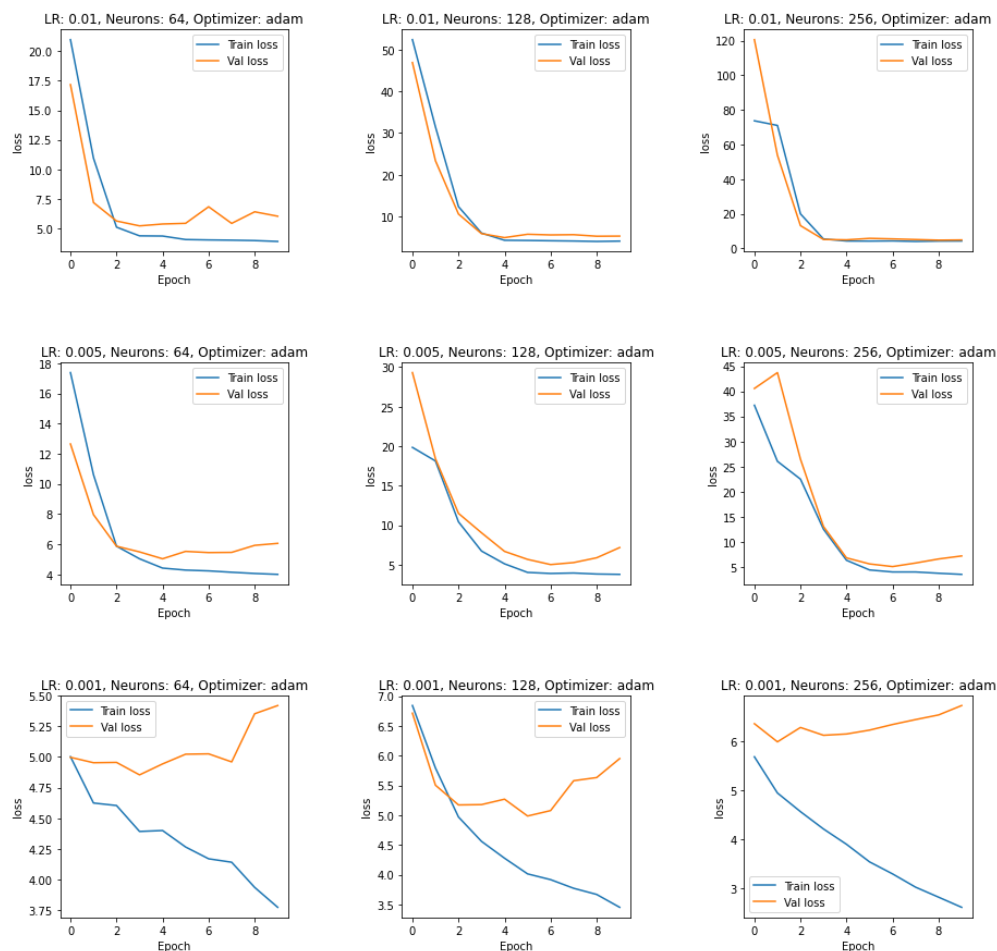 LR: 0.01, Neurons: 64, Optimizer: adam
20.0
17.5
15.0
12.5
10.0
7.5
5.0
loss
Train loss
Val loss
0 2 4 6 8
Epoch
LR: 0.01, Neurons: 128, Optimizer: adam
50
40
30
20
10
loss
Train loss
Val loss
0 2 4 6 8
Epoch
LR: 0.01, Neurons: 256, Optimizer: adam
120
100
80
60
40
20
0
loss
Train loss
Val loss
0 2 4 6 8
Epoch
LR: 0.005, Neurons: 64, Optimizer: adam
18
16
14
12
10
8
6
4
loss
Train loss
Val loss
0 2 4 6 8
Epoch
LR: 0.005, Neurons: 128, Optimizer: adam
30
25
20
15
10
5
loss
Train loss
Val loss
0 2 4 6 8
Epoch
LR: 0.005, Neurons: 256, Optimizer: adam
45
40
35
30
25
20
15
10
5
loss
Train loss
Val loss
0 2 4 6 8
Epoch
LR: 0.001, Neurons: 64, Optimizer: adam
5.50
5.25
5.00
4.75
4.50
4.25
4.00
3.75
loss
Train loss
Val loss
0 2 4 6 8
Epoch
LR: 0.001, Neurons: 128, Optimizer: adam
7.0
6.5
6.0
5.5
5.0
4.5
4.0
3.5
loss
Train loss
Val loss
0 2 4 6 8
Epoch
LR: 0.001, Neurons: 256, Optimizer: adam
6
5
4
3
loss
Train loss
Val loss
0 2 4 6 8
Epoch